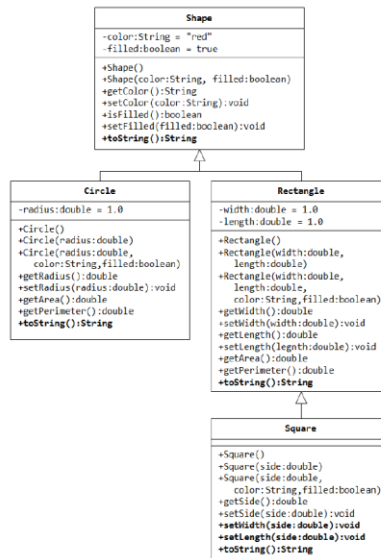 Shape
-color:String = "red"
-filled:boolean = true
+Shape()
+Shape(color:String, filled:boolean)
+getColor():String
+setColor(color:String):void
+isFilled():boolean
+setFilled(filled:boolean):void
+toString():String
Circle
-radius:double = 1.0
+Circle()
+Circle(radius:double)
+Circle(radius:double,
color:String,filled:boolean)
+getRadius():double
+setRadius(radius:double):void
+getArea():double
+getPerimeter():double
+toString():String
Rectangle
-width:double = 1.0
-length:double = 1.0
+Rectangle()
+Rectangle(width:double,
length:double)
+Rectangle(width:double,
length:double,
color:String,filled:boolean)
+getWidth():double
+setWidth(width:double):void
+getLength():double
+setLength(legnth:double):void
+getArea():double
+getPerimeter():double
+toString():String
Square
+Square()
+Square(side:double)
+Square(side:double,
color:String,filled:boolean)
+getSide():double
+setSide(side:double):void
+setWidth(side:double):void
+setLength(side:double):void
+toString():String